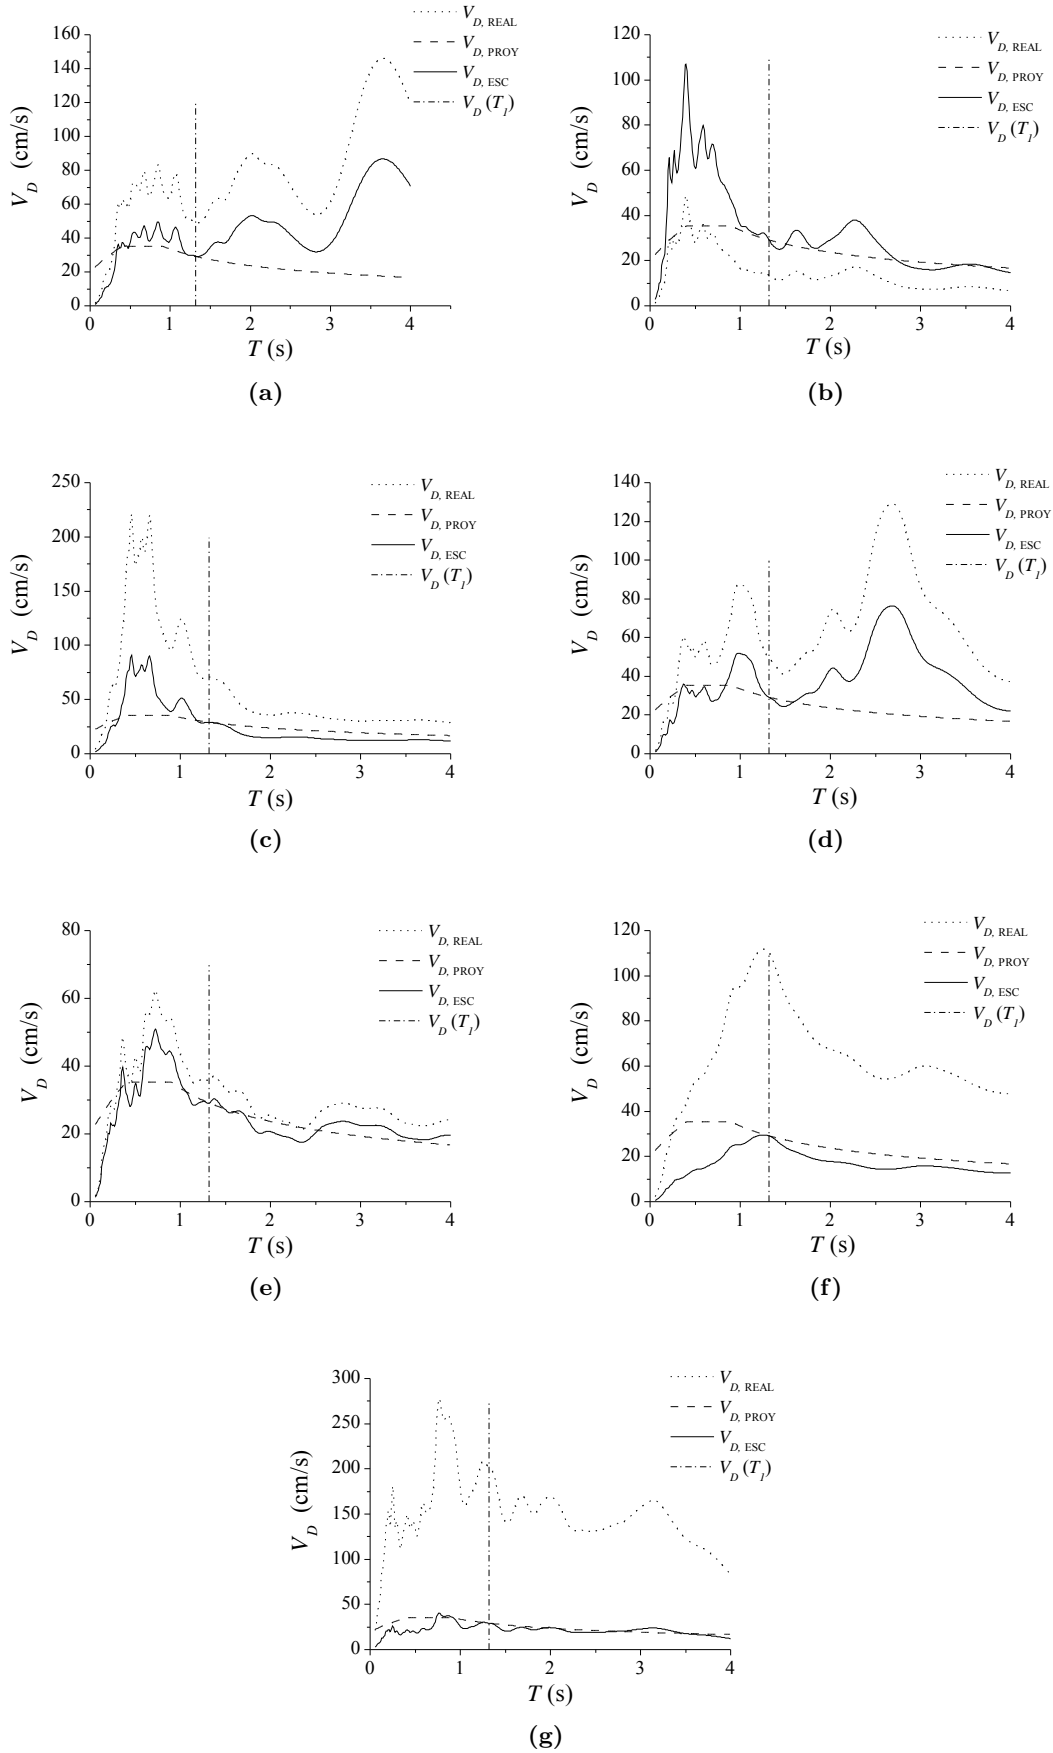 V_D, REAL
V_D, PROY
V_D, ESC
V_D (T_1)
V_D (cm/s)
160
140
120
100
80
60
40
20
0
0 1 2 3 4
T (s)
(a)
V_D, REAL
V_D, PROY
V_D, ESC
V_D (T_1)
V_D (cm/s)
120
100
80
60
40
20
0
0 1 2 3 4
T (s)
(b)
V_D, REAL
V_D, PROY
V_D, ESC
V_D (T_1)
V_D (cm/s)
250
200
150
100
50
0
0 1 2 3 4
T (s)
(c)
V_D, REAL
V_D, PROY
V_D, ESC
V_D (T_1)
V_D (cm/s)
140
120
100
80
60
40
20
0
0 1 2 3 4
T (s)
(d)
V_D, REAL
V_D, PROY
V_D, ESC
V_D (T_1)
V_D (cm/s)
80
60
40
20
0
0 1 2 3 4
T (s)
(e)
V_D, REAL
V_D, PROY
V_D, ESC
V_D (T_1)
V_D (cm/s)
120
100
80
60
40
20
0
0 1 2 3 4
T (s)
(f)
V_D, REAL
V_D, PROY
V_D, ESC
V_D (T_1)
V_D (cm/s)
300
250
200
150
100
50
0
0 1 2 3 4
T (s)
(g)